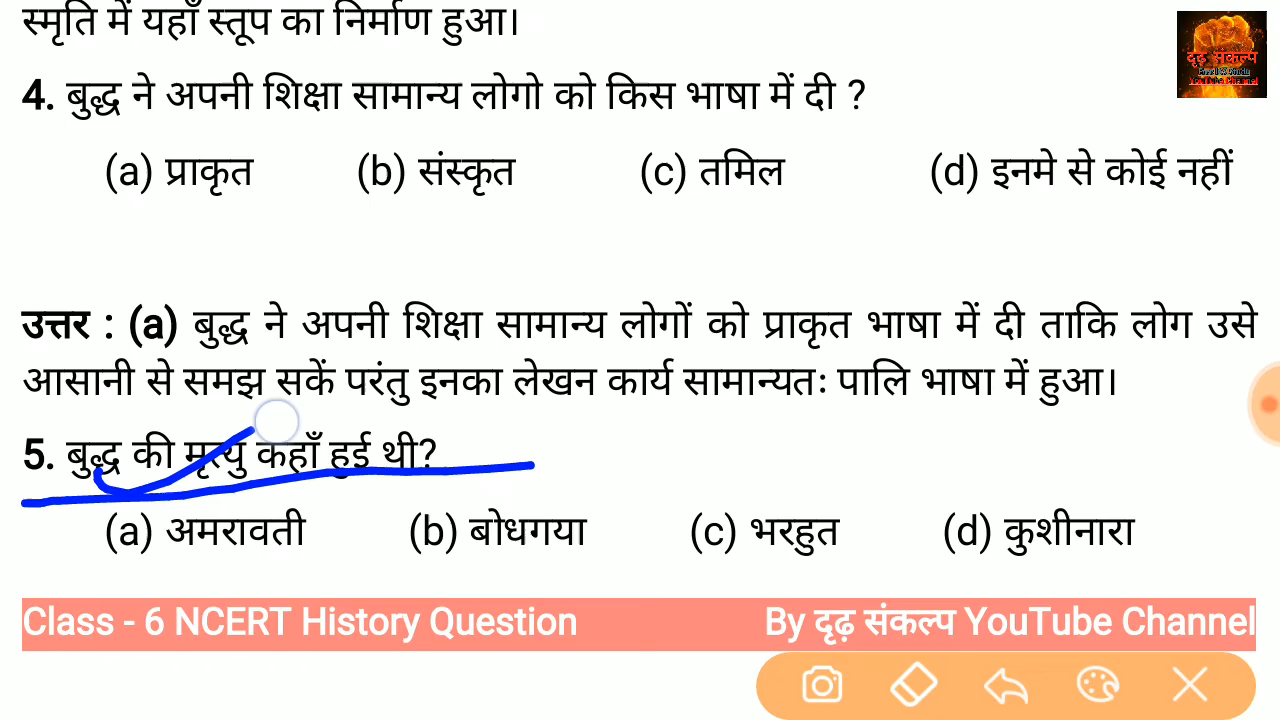 स्मृति में यहाँ स्तूप का निर्माण हुआ।
दृढ़ संकल्प
4. बुद्ध ने अपनी शिक्षा सामान्य लोगो को किस भाषा में दी ?
(a) प्राकृत (b) संस्कृत (c) तमिल (d) इनमे से कोई नहीं
उत्तर : (a) बुद्ध ने अपनी शिक्षा सामान्य लोगों को प्राकृत भाषा में दी ताकि लोग उसे
आसानी से समझ सकें परंतु इनका लेखन कार्य सामान्यतः पालि भाषा में हुआ।
5. बुद्ध की मृत्यु कहाँ हुई थी?
(a) अमरावती (b) बोधगया (c) भरहुत (d) कुशीनारा
Class - 6 NCERT History Question By दृढ़ संकल्प YouTube Channel